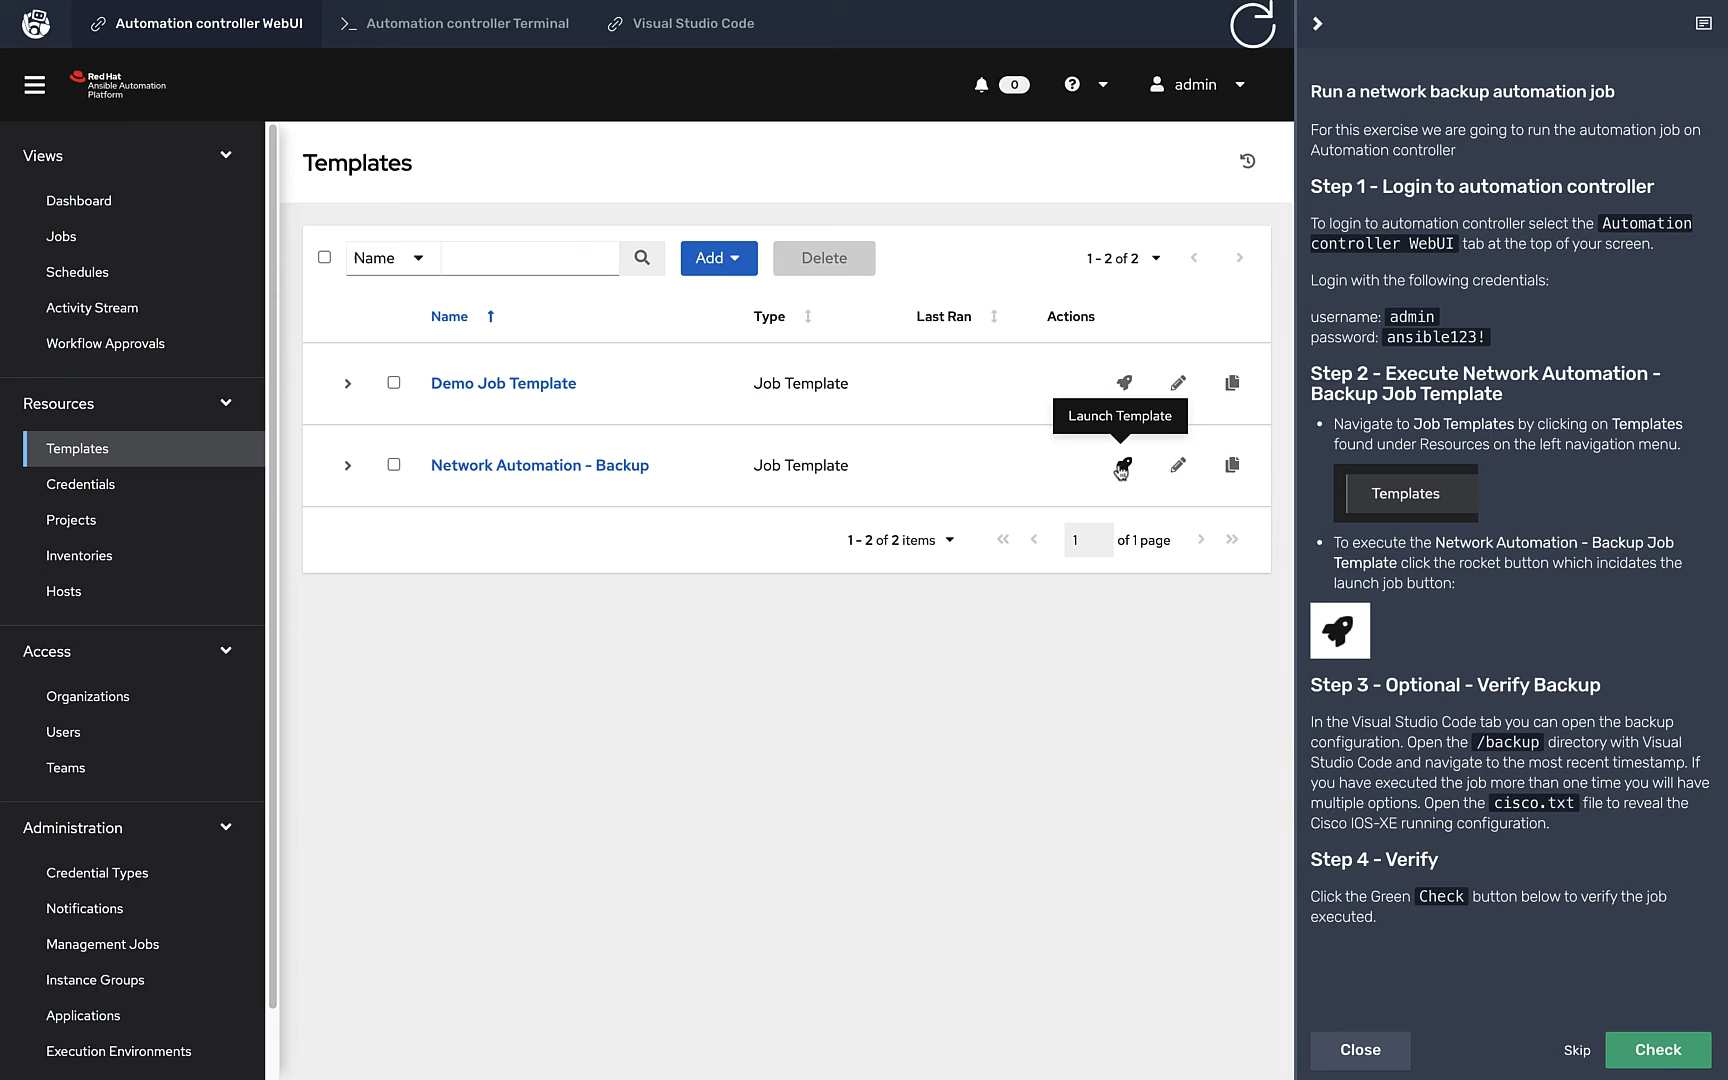 Automation controller WebUI
Automation controller Terminal
Visual Studio Code
Red Hat
Ansible Automation
Platform
0
admin
Views
Dashboard
Jobs
Schedules
Activity Stream
Workflow Approvals
Resources
Templates
Credentials
Projects
Inventories
Hosts
Access
Organizations
Users
Teams
Administration
Credential Types
Notifications
Management Jobs
Instance Groups
Applications
Execution Environments
Templates
Name
Add
Delete
1 - 2 of 2
Name
Type
Last Ran
Actions
Demo Job Template
Job Template
Launch Template
Network Automation - Backup
Job Template
1 - 2 of 2 items
1
of 1 page
Run a network backup automation job
For this exercise we are going to run the automation job on
Automation controller
Step 1 - Login to automation controller
To login to automation controller select the Automation
controller WebUI tab at the top of your screen.
Login with the following credentials:
username: admin
password: ansible123!
Step 2 - Execute Network Automation -
Backup Job Template
• Navigate to Job Templates by clicking on Templates
found under Resources on the left navigation menu.
Templates
• To execute the Network Automation - Backup Job
Template click the rocket button which incidates the
launch job button:
Step 3 - Optional - Verify Backup
In the Visual Studio Code tab you can open the backup
configuration. Open the /backup directory with Visual
Studio Code and navigate to the most recent timestamp. If
you have executed the job more than one time you will have
multiple options. Open the cisco.txt file to reveal the
Cisco IOS-XE running configuration.
Step 4 - Verify
Click the Green Check button below to verify the job
executed.
Close
Skip
Check